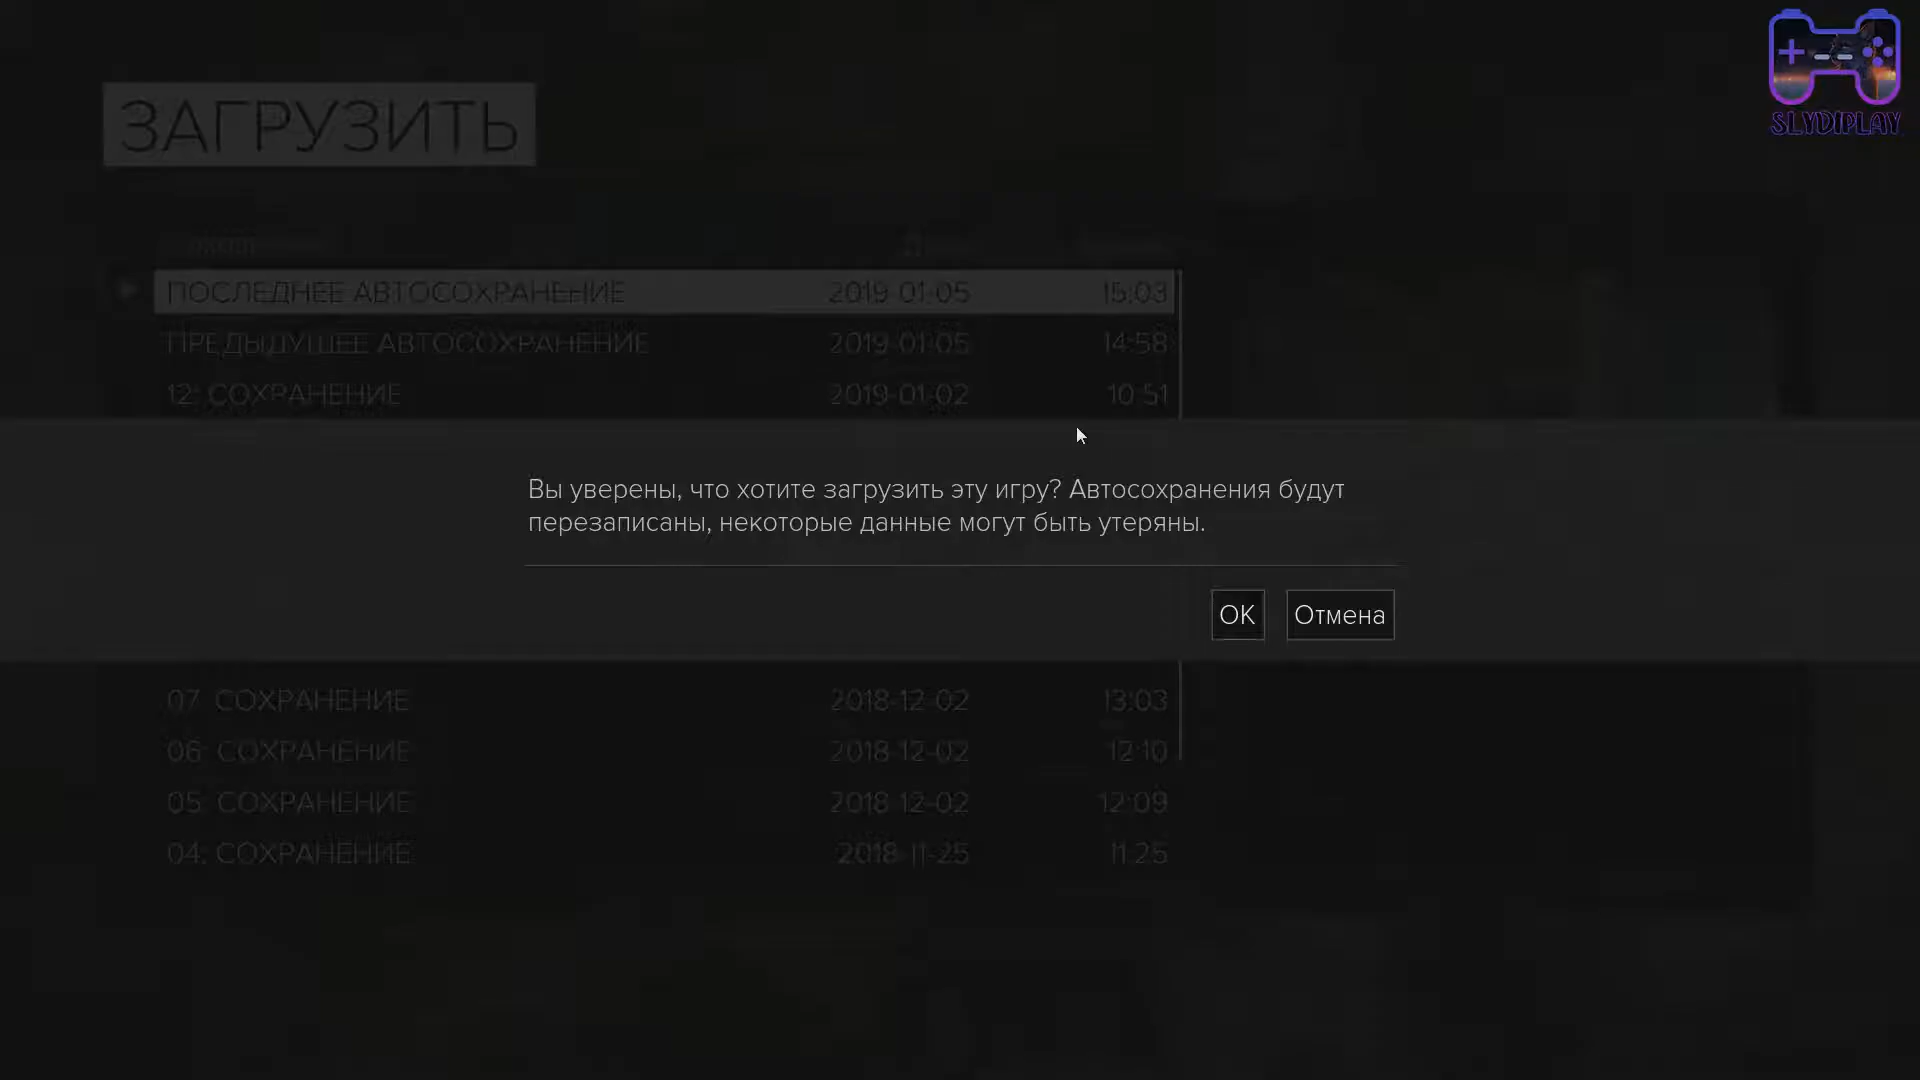 SLYDIPLAY
ЗАГРУЗИТЬ
ПОСЛЕДНЕЕ АВТОСОХРАНЕНИЕ 2019-01-05 15:03
ПРЕДЫДУЩЕЕ АВТОСОХРАНЕНИЕ 2019-01-05 14:58
12: СОХРАНЕНИЕ 2019-01-02 10:51
Вы уверены, что хотите загрузить эту игру? Автосохранения будут
перезаписаны, некоторые данные могут быть утеряны.
OK Отмена
07: СОХРАНЕНИЕ 2018-12-02 13:03
06: СОХРАНЕНИЕ 2018-12-02 12:10
05: СОХРАНЕНИЕ 2018-12-02 12:09
04: СОХРАНЕНИЕ 2018-11-25 11:25